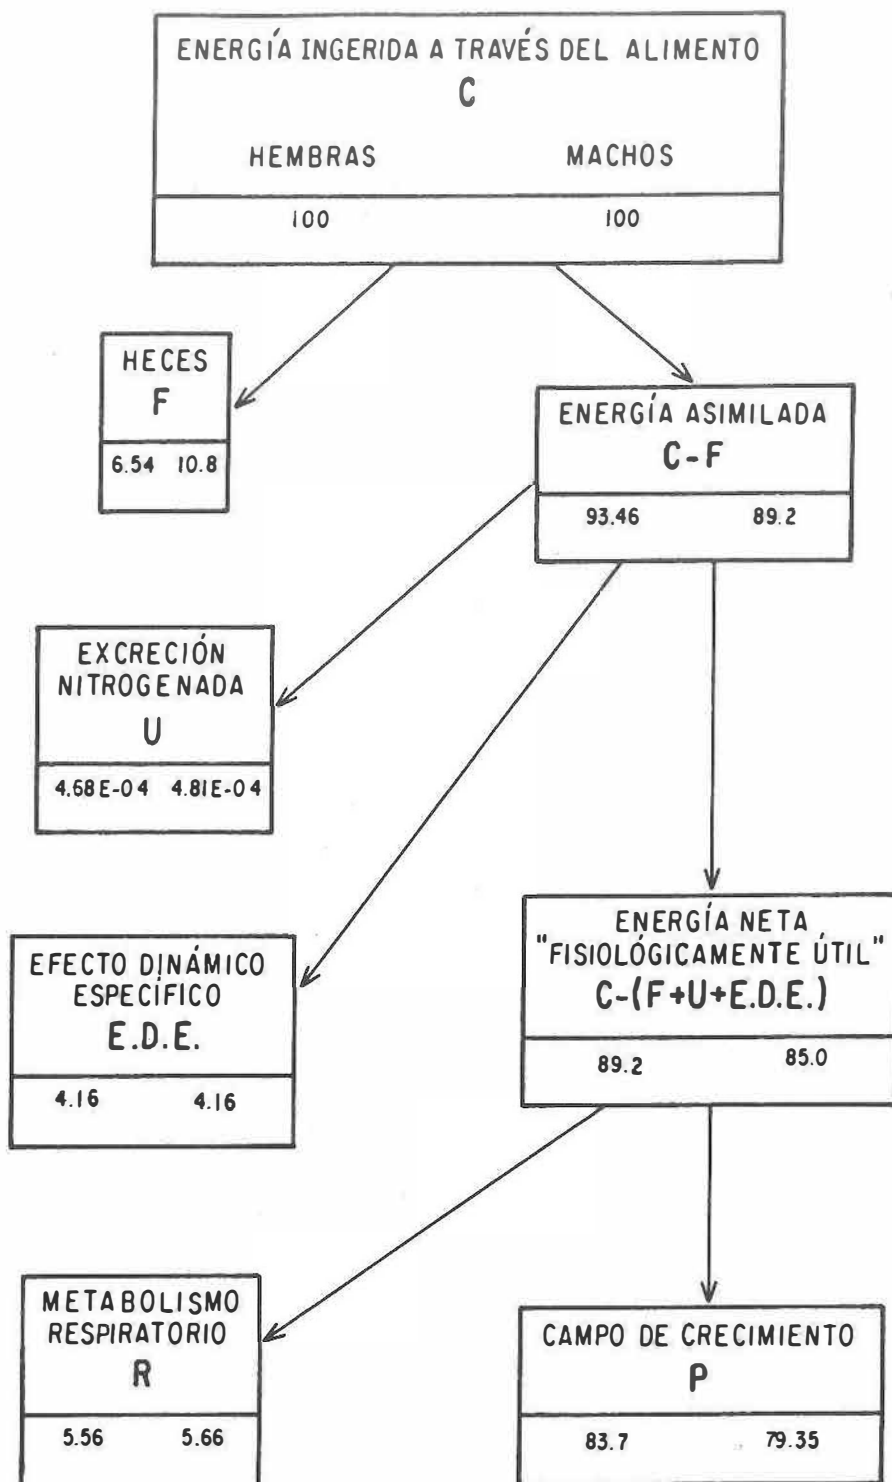 ENERGÍA INGERIDA A TRAVÉS DEL ALIMENTO
C
HEMBRAS MACHOS
100 100
HECES
F
6.54 10.8
ENERGÍA ASIMILADA
C-F
93.46 89.2
EXCRECIÓN
NITROGENADA
U
4.68E-04 4.81E-04
EFECTO DINÁMICO
ESPECÍFICO
E.D.E.
4.16 4.16
ENERGÍA NETA
"FISIOLÓGICAMENTE ÚTIL"
C-(F+U+E.D.E.)
89.2 85.0
METABOLISMO
RESPIRATORIO
R
5.56 5.66
CAMPO DE CRECIMIENTO
P
83.7 79.35